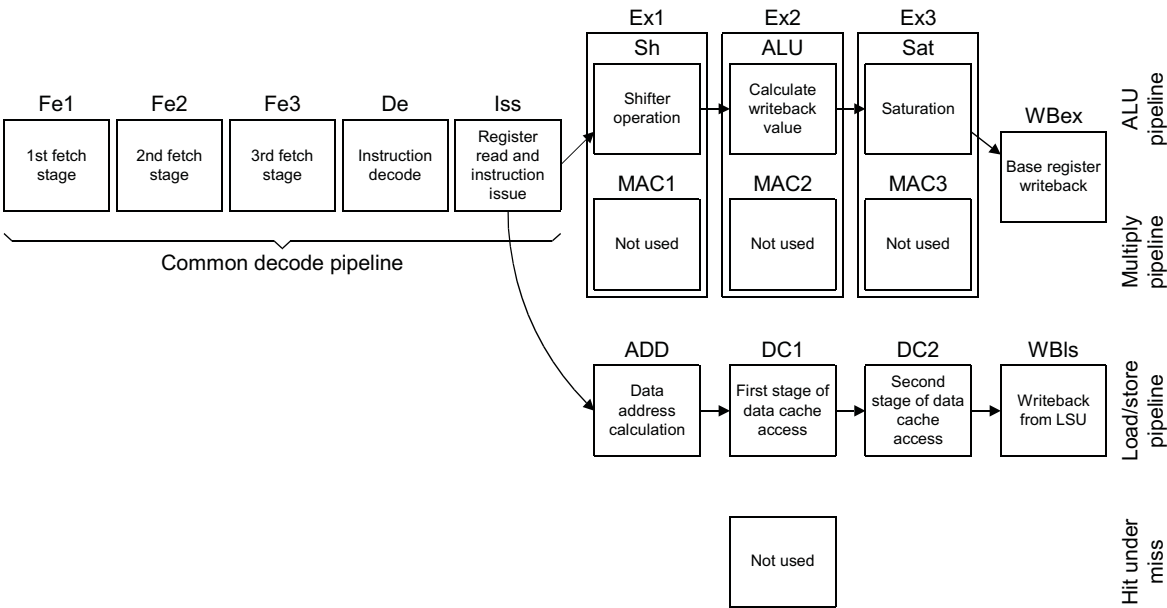 Ex1
Ex2
Ex3
Sh
ALU
Sat
Fe1
Fe2
Fe3
De
Iss
WBex
ALU
pipeline
1st fetch
stage
2nd fetch
stage
3rd fetch
stage
Instruction
decode
Register
read and
instruction
issue
Shifter
operation
Calculate
writeback
value
Saturation
Base register
writeback
MAC1
MAC2
MAC3
Not used
Not used
Not used
Multiply
pipeline
Common decode pipeline
ADD
DC1
DC2
WBls
Data
address
calculation
First stage of
data cache
access
Second
stage of data
cache
access
Writeback
from LSU
Load/store
pipeline
Not used
Hit under
miss